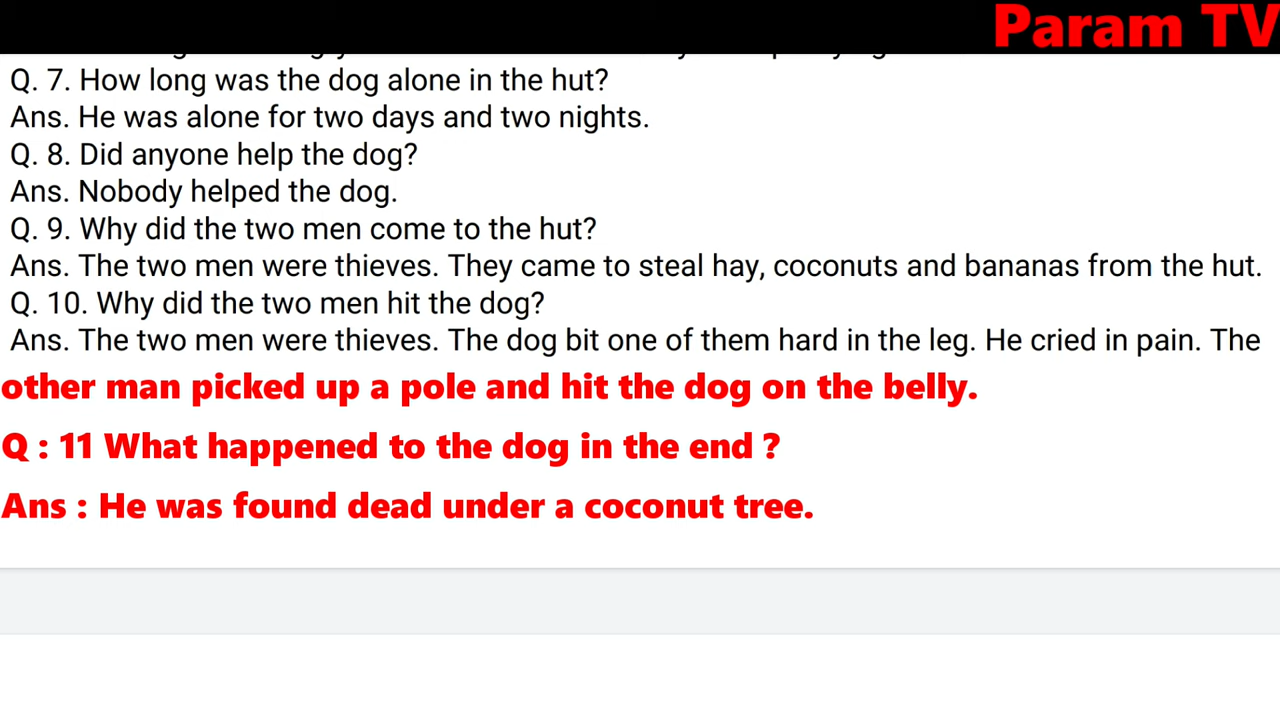 Param TV
Q. 7. How long was the dog alone in the hut?
Ans. He was alone for two days and two nights.
Q. 8. Did anyone help the dog?
Ans. Nobody helped the dog.
Q. 9. Why did the two men come to the hut?
Ans. The two men were thieves. They came to steal hay, coconuts and bananas from the hut.
Q. 10. Why did the two men hit the dog?
Ans. The two men were thieves. The dog bit one of them hard in the leg. He cried in pain. The
other man picked up a pole and hit the dog on the belly.
Q : 11 What happened to the dog in the end ?
Ans : He was found dead under a coconut tree.